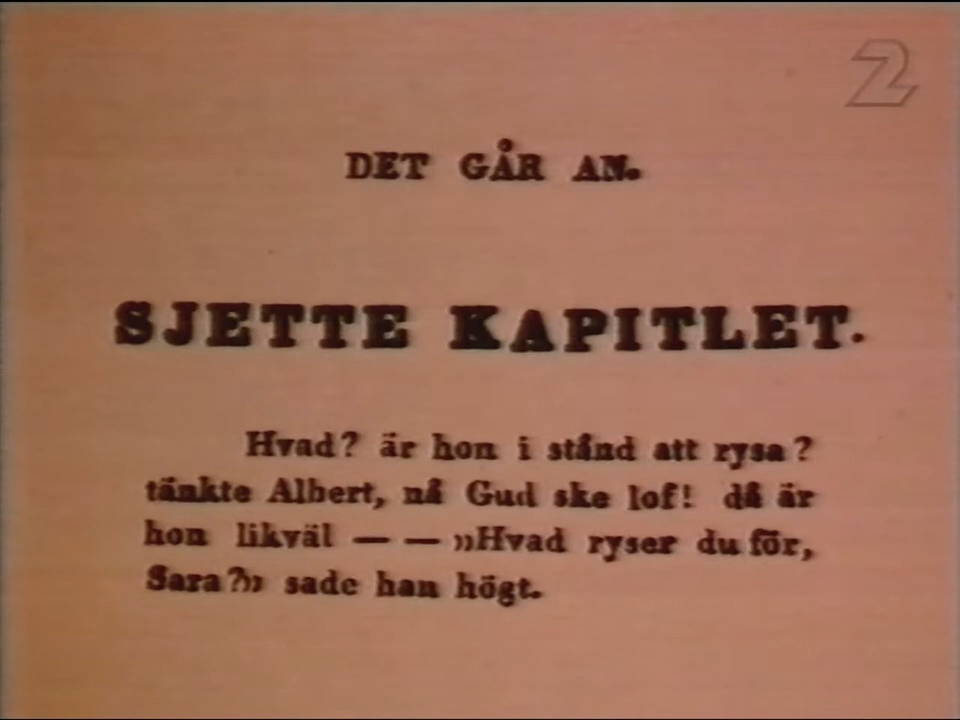 2
DET GÅR AN.
SJETTE KAPITLET.
Hvad? är hon i stånd att rysa?
tänkte Albert, nå Gud ske lof! då är
hon likväl — — »Hvad ryser du för,
Sara?» sade han högt.